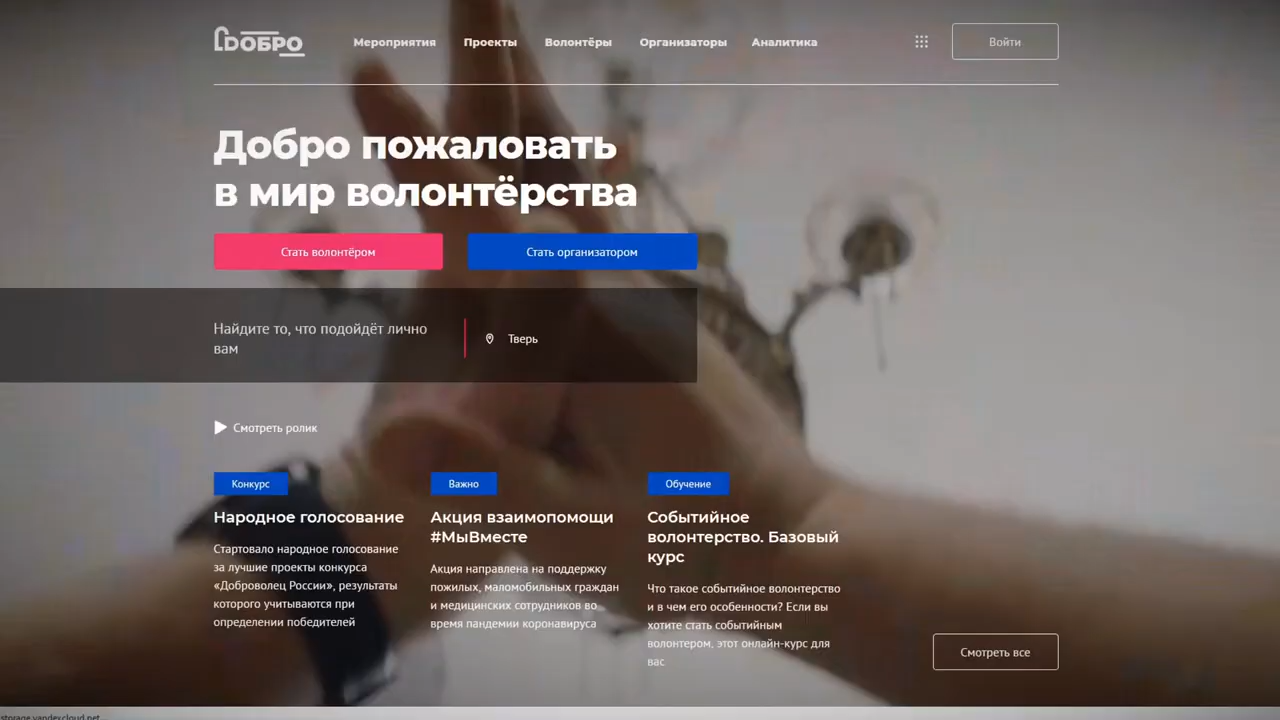 ДОБРО
Мероприятия
Проекты
Волонтёры
Организаторы
Аналитика
Войти
Добро пожаловать
в мир волонтёрства
Стать волонтёром
Стать организатором
Найдите то, что подойдёт лично
вам
Тверь
Смотреть ролик
Конкурс
Народное голосование
Стартовало народное голосование
за лучшие проекты конкурса
«Доброволец России», результаты
которого учитываются при
определении победителей
Важно
Акция взаимопомощи
#МыВместе
Акция направлена на поддержку
пожилых, маломобильных граждан
и медицинских сотрудников во
время пандемии коронавируса
Обучение
Событийное
волонтерство. Базовый
курс
Что такое событийное волонтерство
и в чем его особенности? Если вы
хотите стать событийным
волонтером, этот онлайн-курс для
вас
Смотреть все
storage.yandexcloud.net...